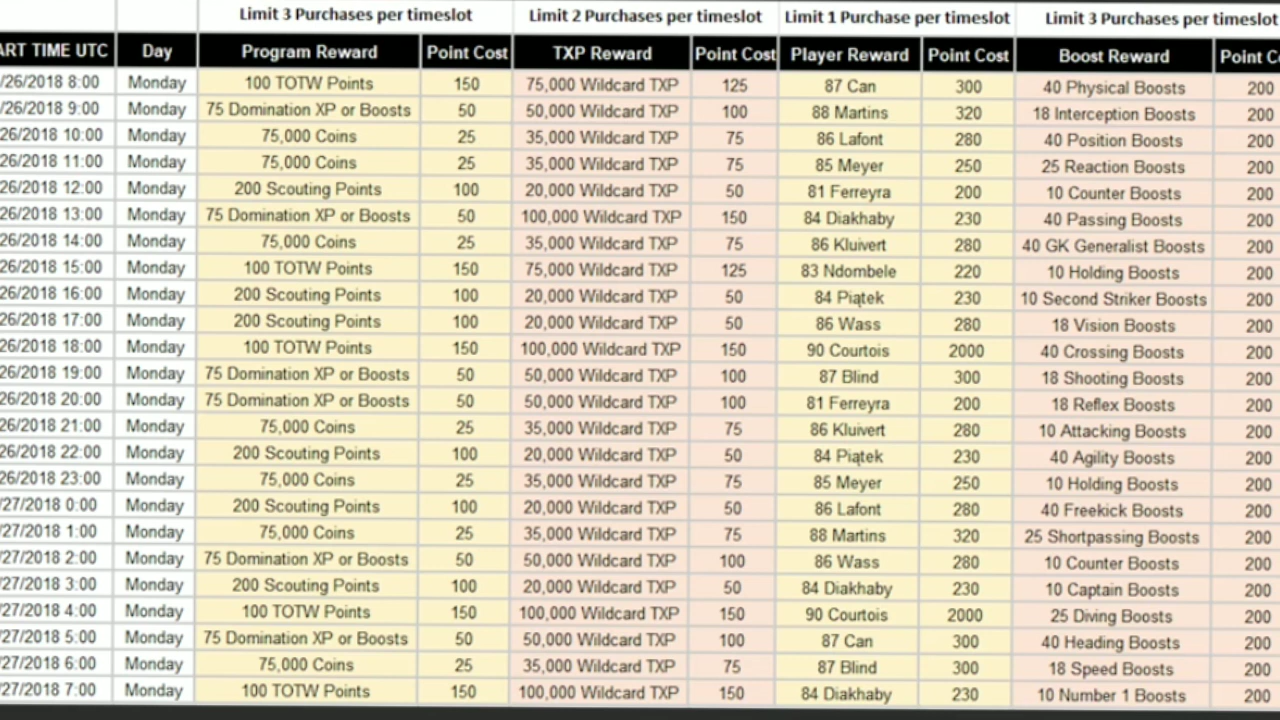 Limit 3 Purchases per timeslot Limit 2 Purchases per timeslot Limit 1 Purchase per timeslot Limit 3 Purchases per timeslot
ART TIME UTC Day Program Reward Point Cost TXP Reward Point Cost Player Reward Point Cost Boost Reward Point Co
/26/2018 8:00 Monday 100 TOTW Points 150 75,000 Wildcard TXP 125 87 Can 300 40 Physical Boosts 200
/26/2018 9:00 Monday 75 Domination XP or Boosts 50 50,000 Wildcard TXP 100 88 Martins 320 18 Interception Boosts 200
26/2018 10:00 Monday 75,000 Coins 25 35,000 Wildcard TXP 75 86 Lafont 280 40 Position Boosts 200
26/2018 11:00 Monday 75,000 Coins 25 35,000 Wildcard TXP 75 85 Meyer 250 25 Reaction Boosts 200
26/2018 12:00 Monday 200 Scouting Points 100 20,000 Wildcard TXP 50 81 Ferreyra 200 10 Counter Boosts 200
26/2018 13:00 Monday 75 Domination XP or Boosts 50 100,000 Wildcard TXP 150 84 Diakhaby 230 40 Passing Boosts 200
26/2018 14:00 Monday 75,000 Coins 25 35,000 Wildcard TXP 75 86 Kluivert 280 40 GK Generalist Boosts 200
26/2018 15:00 Monday 100 TOTW Points 150 75,000 Wildcard TXP 125 83 Ndombele 220 10 Holding Boosts 200
26/2018 16:00 Monday 200 Scouting Points 100 20,000 Wildcard TXP 50 84 Piątek 230 10 Second Striker Boosts 200
26/2018 17:00 Monday 200 Scouting Points 100 20,000 Wildcard TXP 50 86 Wass 280 18 Vision Boosts 200
26/2018 18:00 Monday 100 TOTW Points 150 100,000 Wildcard TXP 150 90 Courtois 2000 40 Crossing Boosts 200
26/2018 19:00 Monday 75 Domination XP or Boosts 50 50,000 Wildcard TXP 100 87 Blind 300 18 Shooting Boosts 200
26/2018 20:00 Monday 75 Domination XP or Boosts 50 50,000 Wildcard TXP 100 81 Ferreyra 200 18 Reflex Boosts 200
26/2018 21:00 Monday 75,000 Coins 25 35,000 Wildcard TXP 75 86 Kluivert 280 10 Attacking Boosts 200
26/2018 22:00 Monday 200 Scouting Points 100 20,000 Wildcard TXP 50 84 Piątek 230 40 Agility Boosts 200
26/2018 23:00 Monday 75,000 Coins 25 35,000 Wildcard TXP 75 85 Meyer 250 10 Holding Boosts 200
/27/2018 0:00 Monday 200 Scouting Points 100 20,000 Wildcard TXP 50 86 Lafont 280 40 Freekick Boosts 200
/27/2018 1:00 Monday 75,000 Coins 25 35,000 Wildcard TXP 75 88 Martins 320 25 Shortpassing Boosts 200
/27/2018 2:00 Monday 75 Domination XP or Boosts 50 50,000 Wildcard TXP 100 86 Wass 280 10 Counter Boosts 200
/27/2018 3:00 Monday 200 Scouting Points 100 20,000 Wildcard TXP 50 84 Diakhaby 230 10 Captain Boosts 200
/27/2018 4:00 Monday 100 TOTW Points 150 100,000 Wildcard TXP 150 90 Courtois 2000 25 Diving Boosts 200
/27/2018 5:00 Monday 75 Domination XP or Boosts 50 50,000 Wildcard TXP 100 87 Can 300 40 Heading Boosts 200
/27/2018 6:00 Monday 75,000 Coins 25 35,000 Wildcard TXP 75 87 Blind 300 18 Speed Boosts 200
/27/2018 7:00 Monday 100 TOTW Points 150 100,000 Wildcard TXP 150 84 Diakhaby 230 10 Number 1 Boosts 200